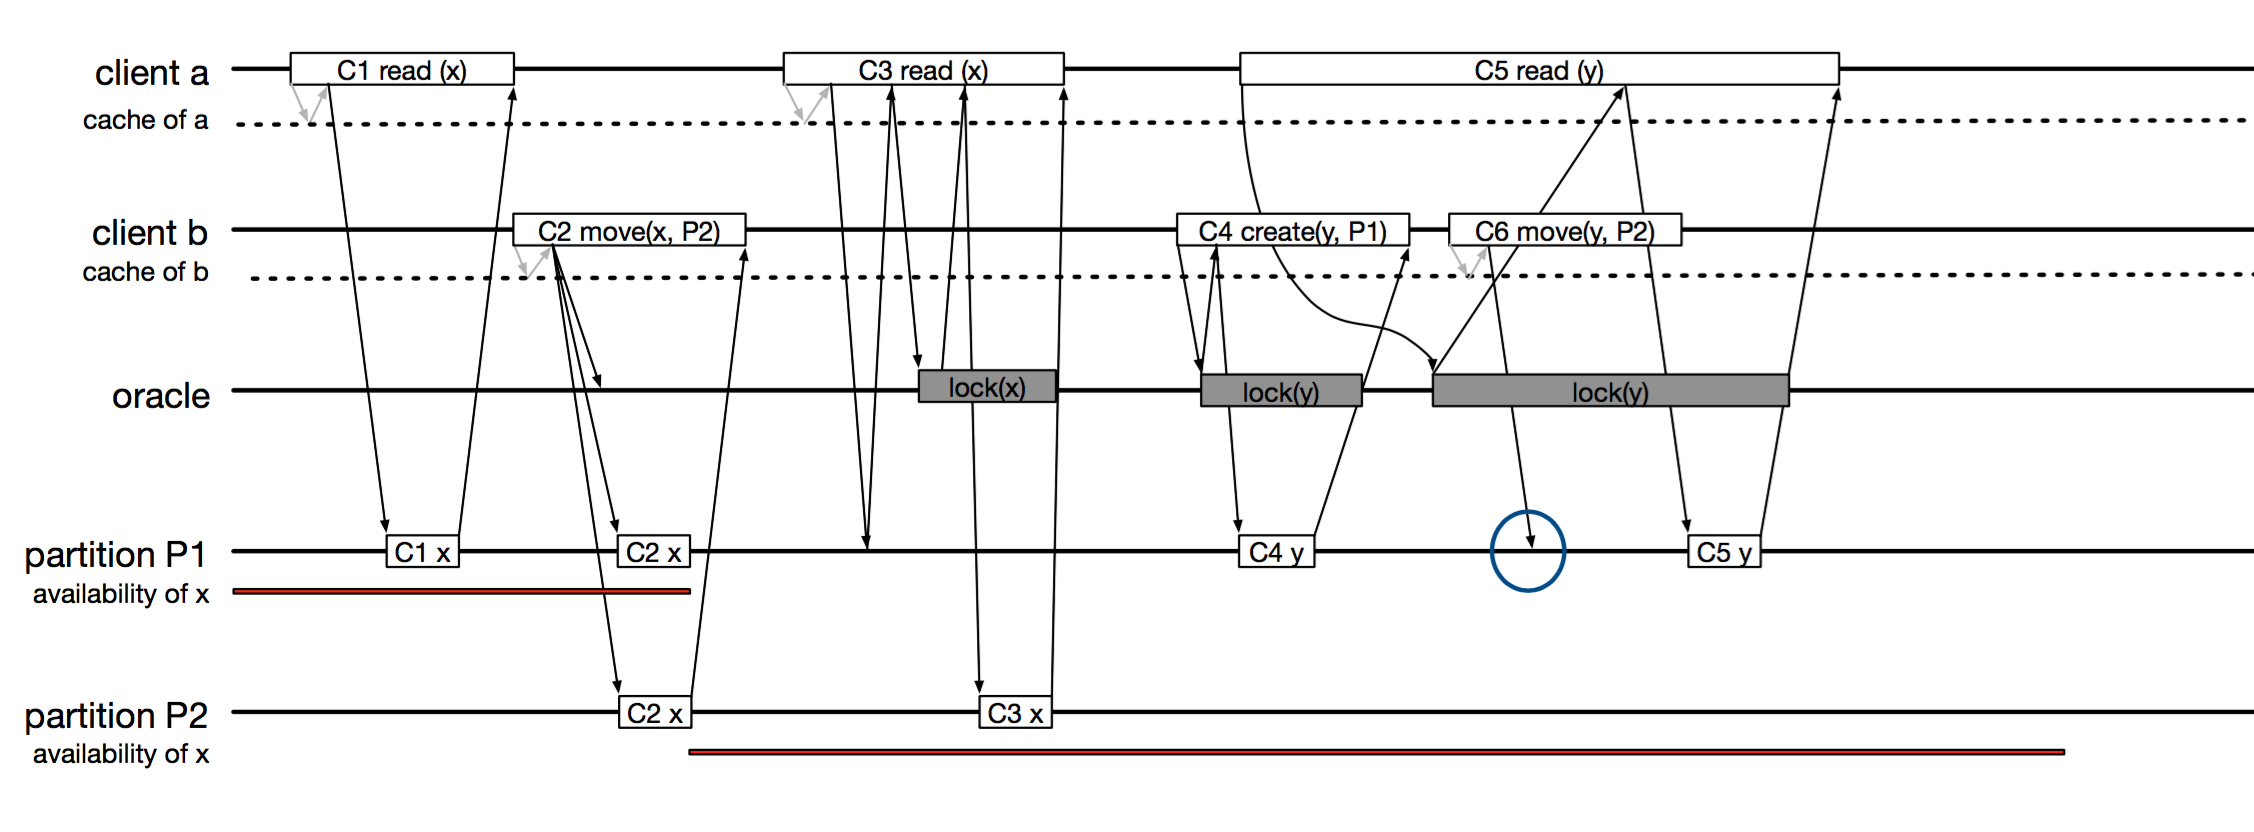 client a
C1 read (x)
C3 read (x)
C5 read (y)
cache of a
client b
C2 move(x, P2)
C4 create(y, P1)
C6 move(y, P2)
cache of b
oracle
lock(x)
lock(y)
lock(y)
partition P1
C1 x
C2 x
C4 y
C5 y
availability of x
partition P2
C2 x
C3 x
availability of x